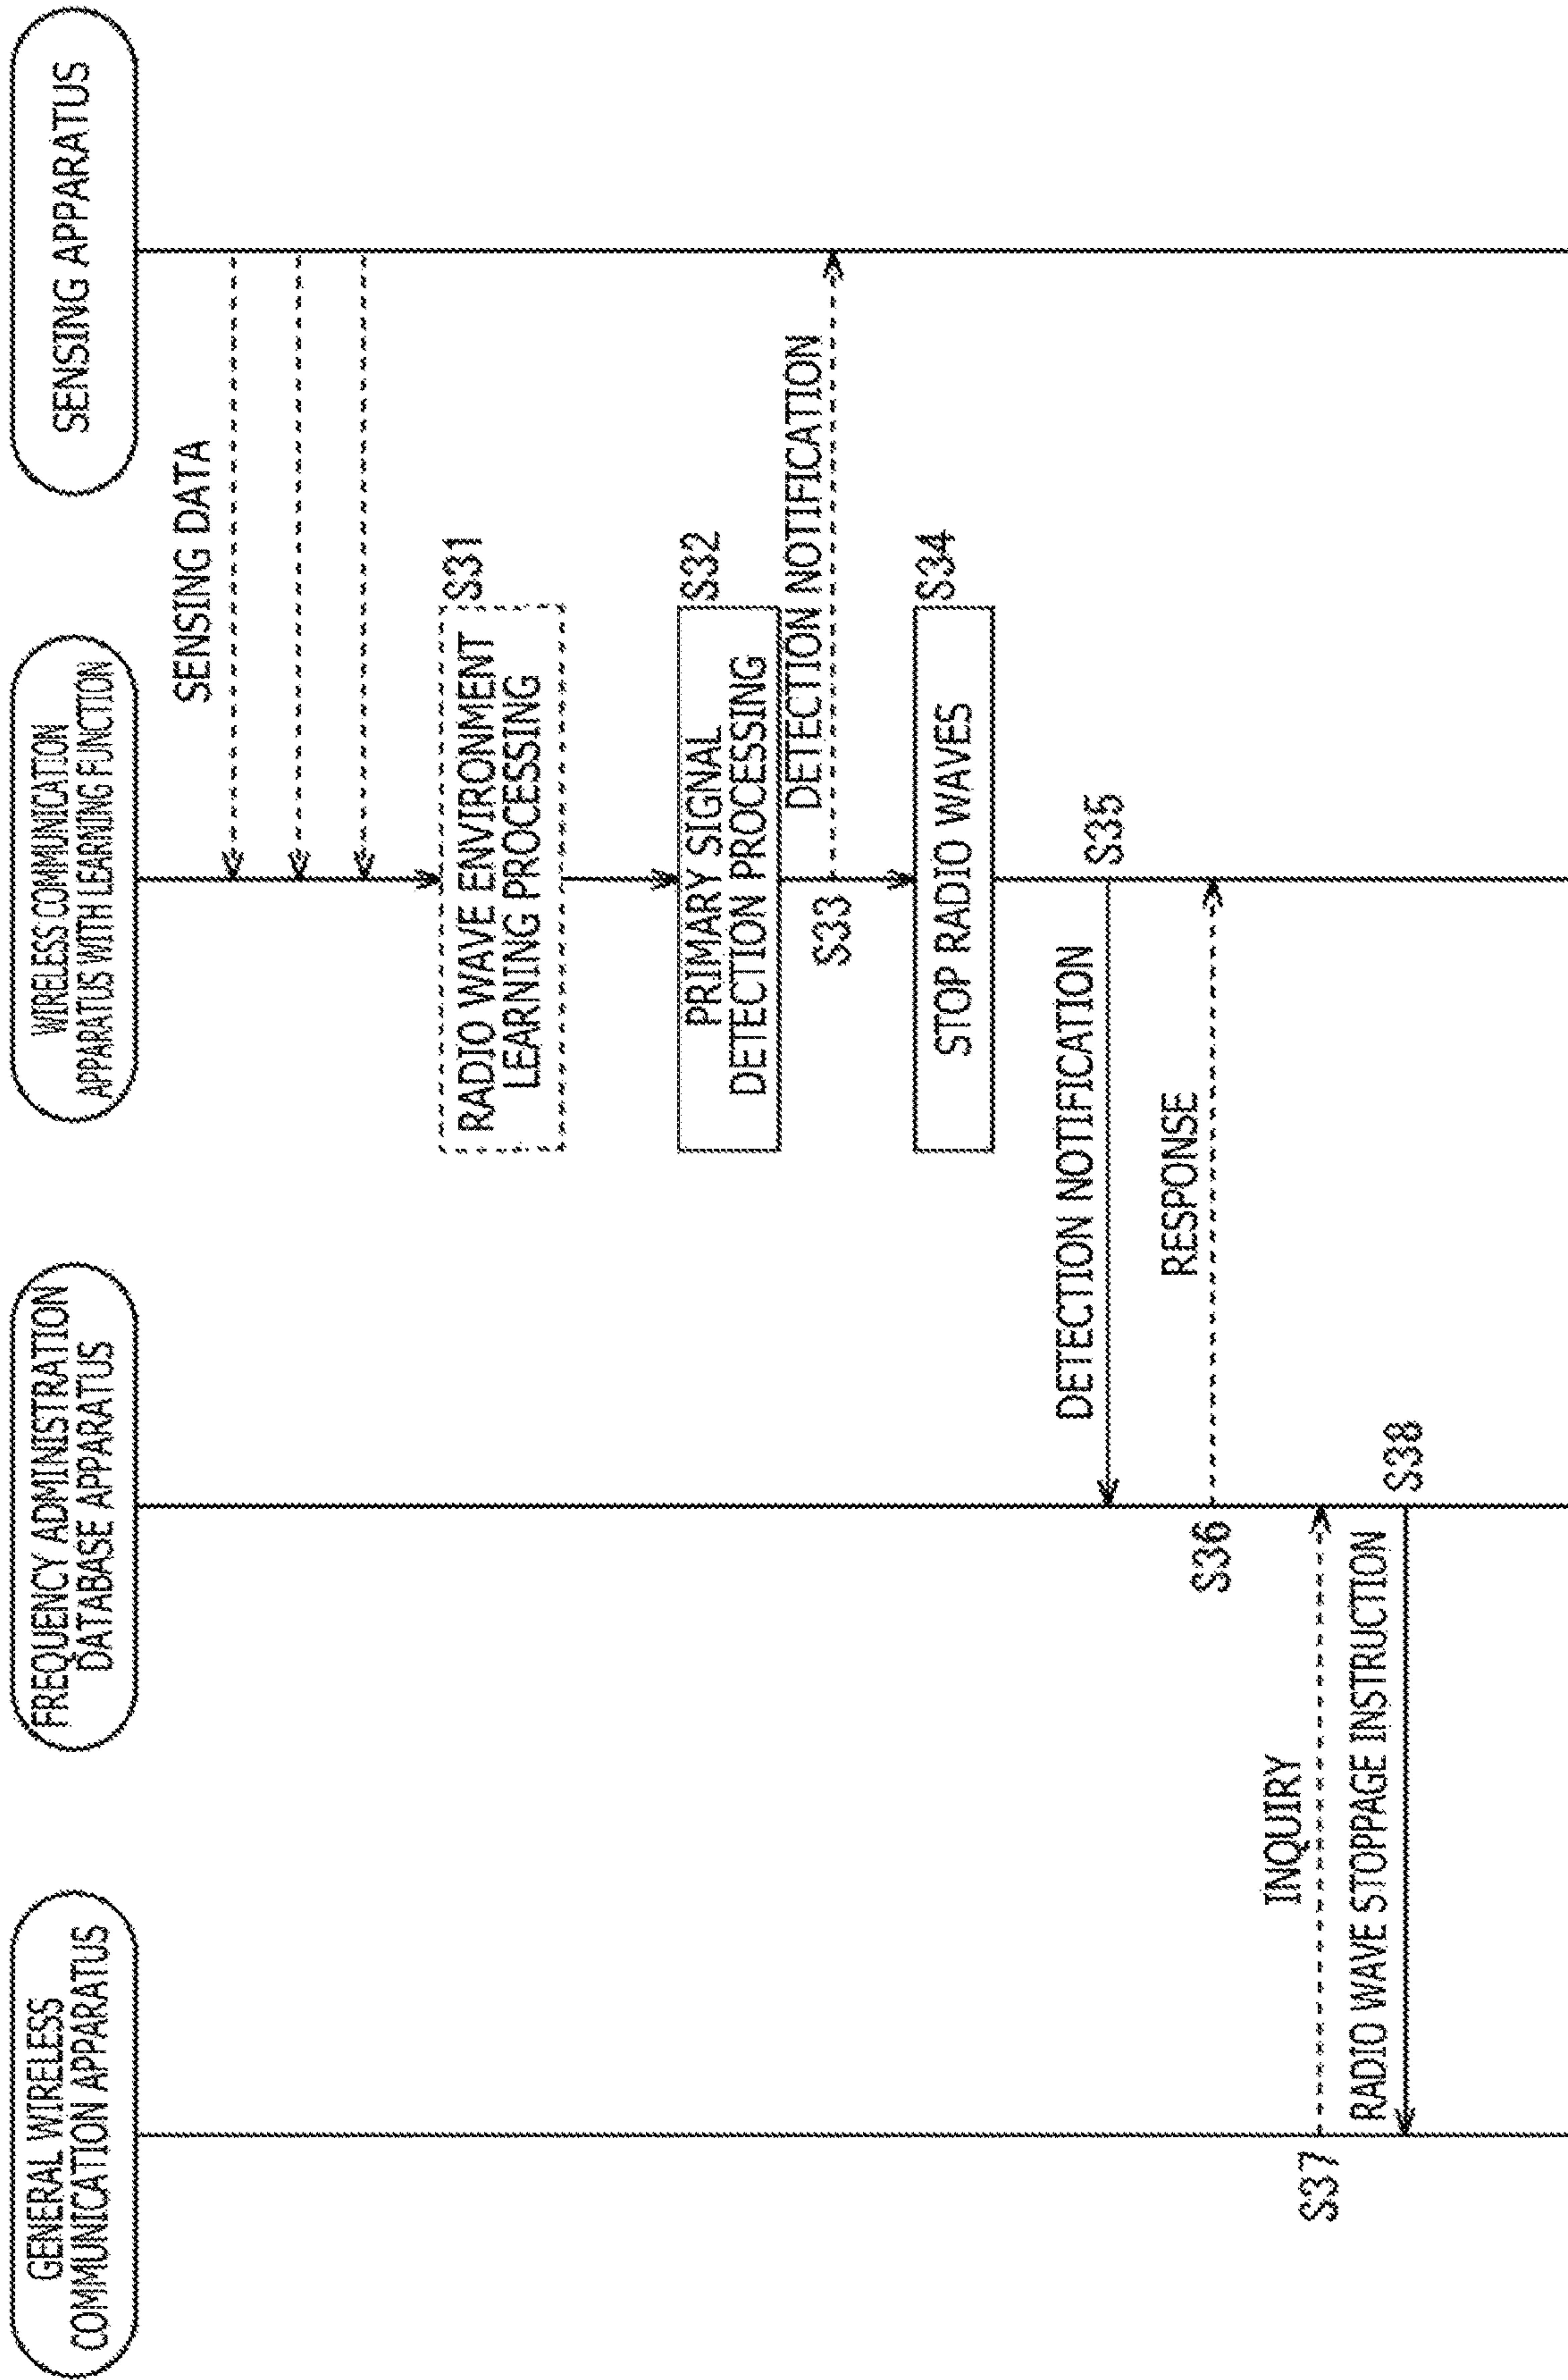 GENERAL WIRELESS
COMMUNICATION APPARATUS
FREQUENCY ADMINISTRATION
DATABASE APPARATUS
WIRELESS COMMUNICATION
APPARATUS WITH LEARNING FUNCTION
SENSING APPARATUS
SENSING DATA
S31
RADIO WAVE ENVIRONMENT
LEARNING PROCESSING
S32
PRIMARY SIGNAL
DETECTION PROCESSING
DETECTION NOTIFICATION
S33
S34
STOP RADIO WAVES
S35
DETECTION NOTIFICATION
RESPONSE
S36
INQUIRY
S37
S38
RADIO WAVE STOPPAGE INSTRUCTION